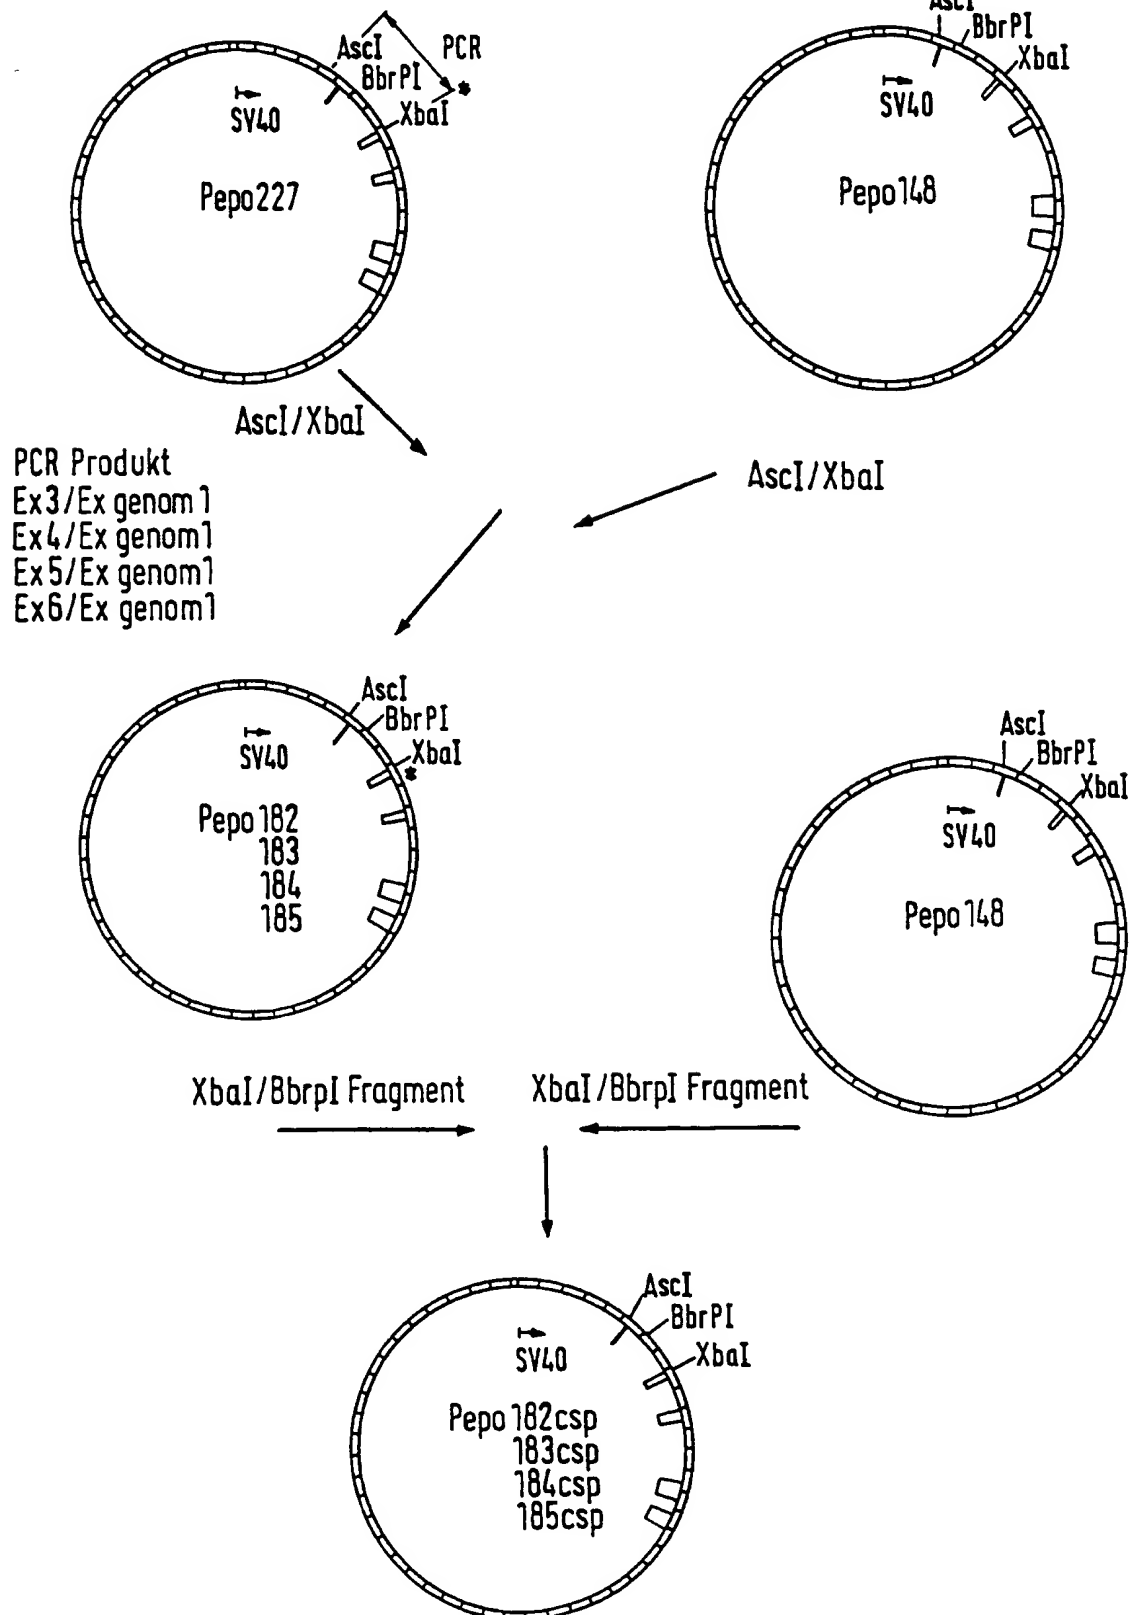 AscI
PCR
BbrPI
*
XbaI
SV40
Pepo227
AscI
BbrPI
XbaI
SV40
Pepo148
AscI/XbaI
PCR Produkt
Ex3/Ex genom1
Ex4/Ex genom1
Ex5/Ex genom1
Ex6/Ex genom1
AscI/XbaI
AscI
BbrPI
XbaI
*
SV40
Pepo182
183
184
185
AscI
BbrPI
XbaI
SV40
Pepo148
XbaI/BbrpI Fragment
XbaI/BbrpI Fragment
AscI
BbrPI
XbaI
SV40
Pepo182csp
183csp
184csp
185csp